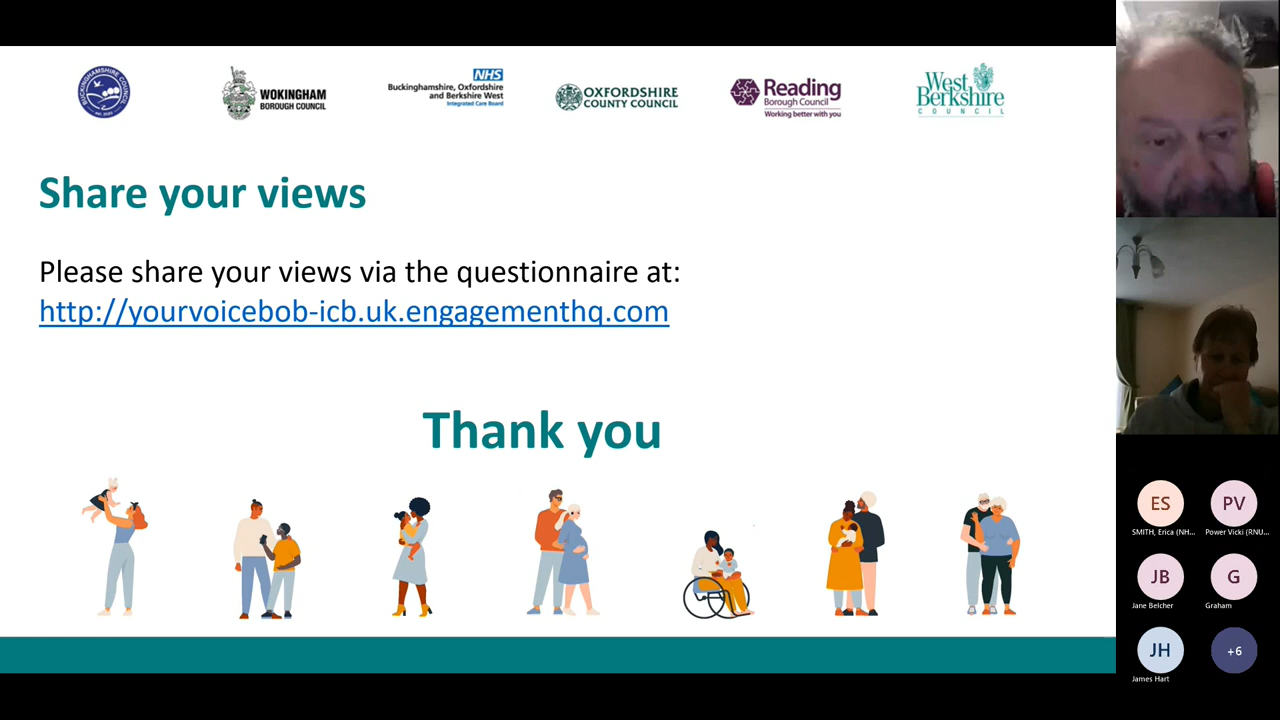 BUCKINGHAMSHIRE COUNCIL
WOKINGHAM
BOROUGH COUNCIL
NHS
Buckinghamshire, Oxfordshire
and Berkshire West
Integrated Care Board
OXFORDSHIRE
COUNTY COUNCIL
Reading
Borough Council
Working better with you
West
Berkshire
COUNCIL
Share your views
Please share your views via the questionnaire at:
http://yourvoicebob-icb.uk.engagementhq.com
Thank you
ES
SMITH, Erica (NH...
PV
Power Vicki (RNU...
JB
Jane Belcher
G
Graham
JH
James Hart
+6